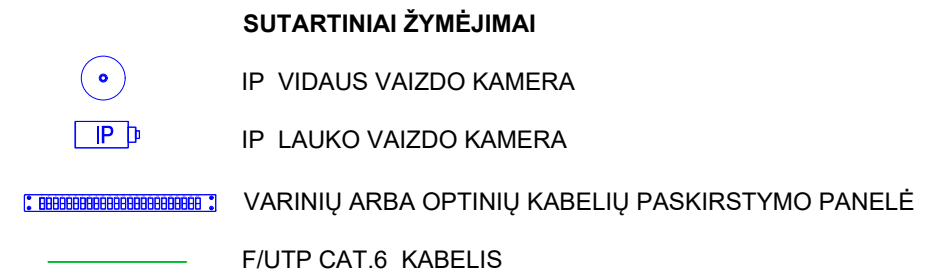 SUTARTINIAI ŽYMĖJIMAI
IP VIDAUS VAIZDO KAMERA
IP IP LAUKO VAIZDO KAMERA
VARINIŲ ARBA OPTINIŲ KABELIŲ PASKIRSTYMO PANELĖ
F/UTP CAT.6 KABELIS